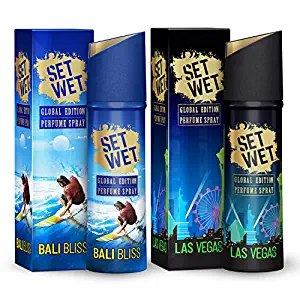 SET
WET
GLOBAL EDITION
PERFUME SPRAY
BALI BLISS
SET
WET
GLOBAL EDITION
PERFUME SPRAY
BALI BLISS
SET
WET
GLOBAL EDITION
PERFUME SPRAY
LAS VEGAS
SET
WET
GLOBAL EDITION
PERFUME SPRAY
LAS VEGAS